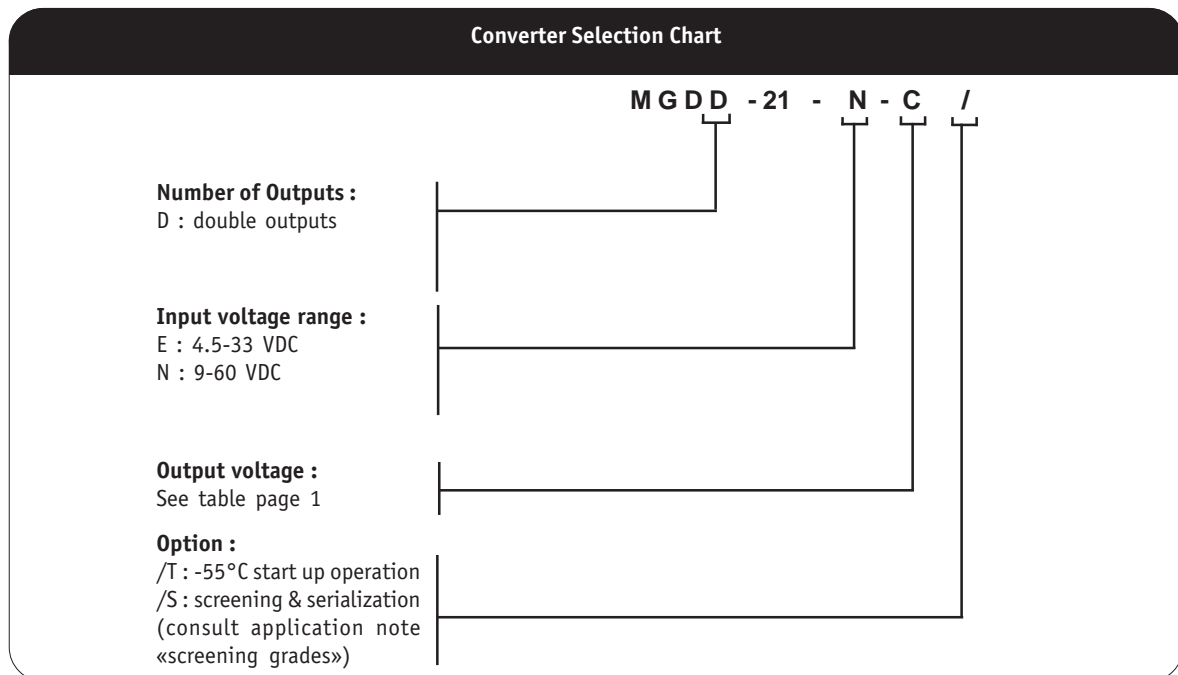 Converter Selection Chart
M G D D - 21 - N - C /
Number of Outputs :
D : double outputs
Input voltage range :
E : 4.5-33 VDC
N : 9-60 VDC
Output voltage :
See table page 1
Option :
/T : -55°C start up operation
/S : screening & serialization
(consult application note
«screening grades»)